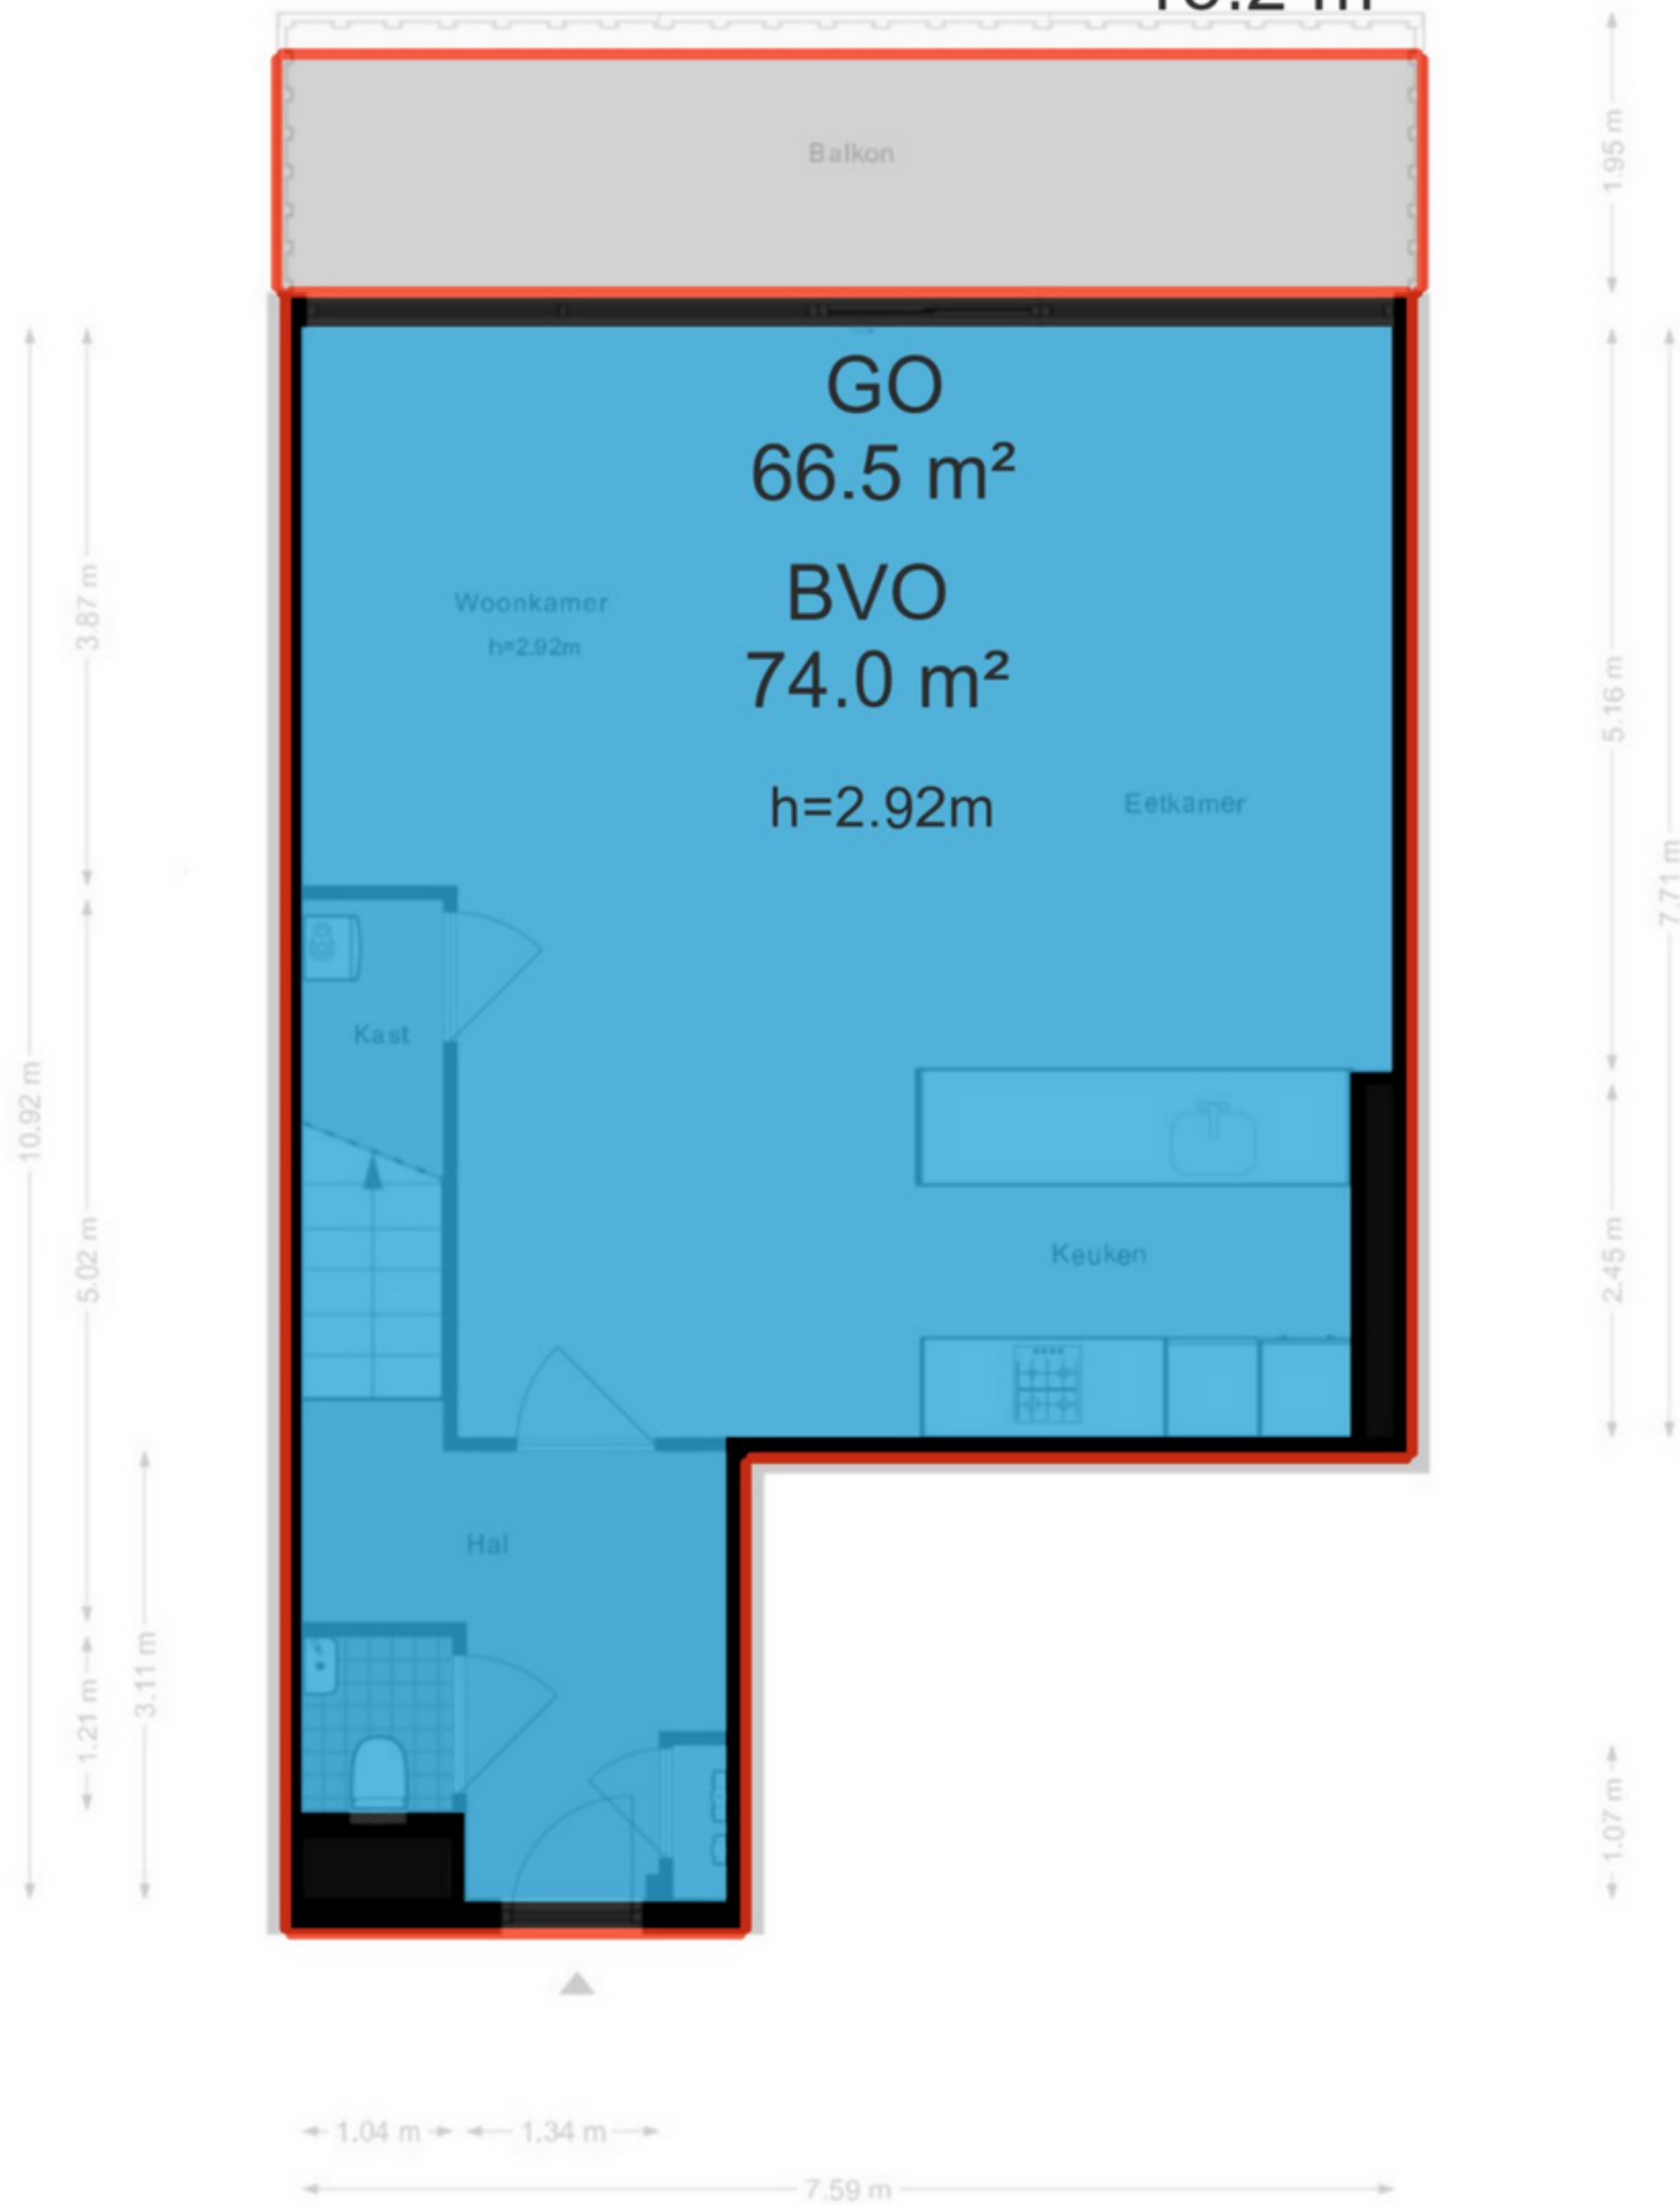 Balkon
1.95 m
GO
66.5 m²
BVO
74.0 m²
h=2.92m
Woonkamer
h=2.92m
Eetkamer
3.87 m
5.16 m
7.71 m
10.92 m
Kast
5.02 m
Keuken
2.45 m
Hal
3.11 m
1.21 m
1.07 m
1.04 m
1.34 m
7.59 m